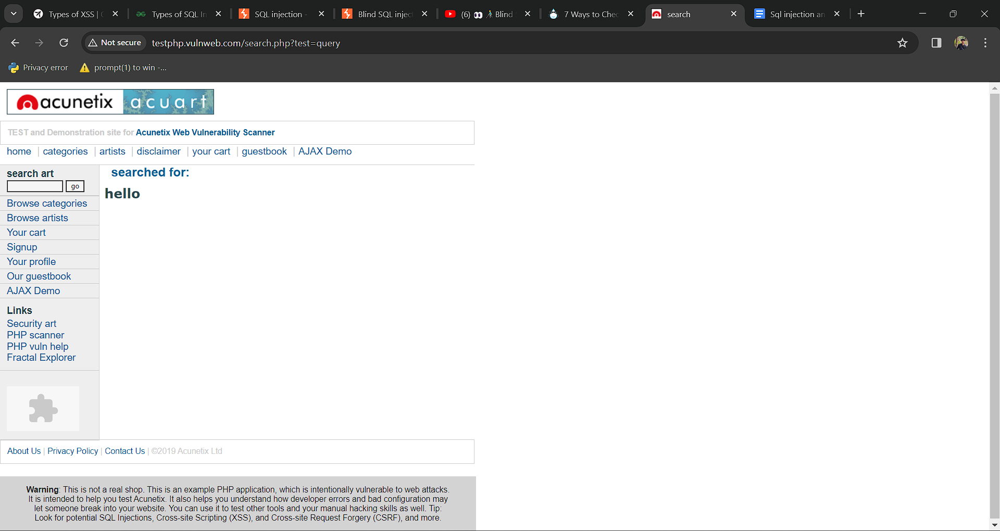 Types of XSS | C
Types of SQL In
SQL injection -
Blind SQL injec
(6) 👀🚶Blind
7 Ways to Chec
search
Sql injection an
Not secure
testphp.vulnweb.com/search.php?test=query
Privacy error
prompt(1) to win -...
acunetix acuart
TEST and Demonstration site for Acunetix Web Vulnerability Scanner
home | categories | artists | disclaimer | your cart | guestbook | AJAX Demo
search art
go
Browse categories
Browse artists
Your cart
Signup
Your profile
Our guestbook
AJAX Demo
Links
Security art
PHP scanner
PHP vuln help
Fractal Explorer
searched for:
hello
About Us | Privacy Policy | Contact Us | ©2019 Acunetix Ltd
Warning: This is not a real shop. This is an example PHP application, which is intentionally vulnerable to web attacks.
It is intended to help you test Acunetix. It also helps you understand how developer errors and bad configuration may
let someone break into your website. You can use it to test other tools and your manual hacking skills as well. Tip:
Look for potential SQL Injections, Cross-site Scripting (XSS), and Cross-site Request Forgery (CSRF), and more.